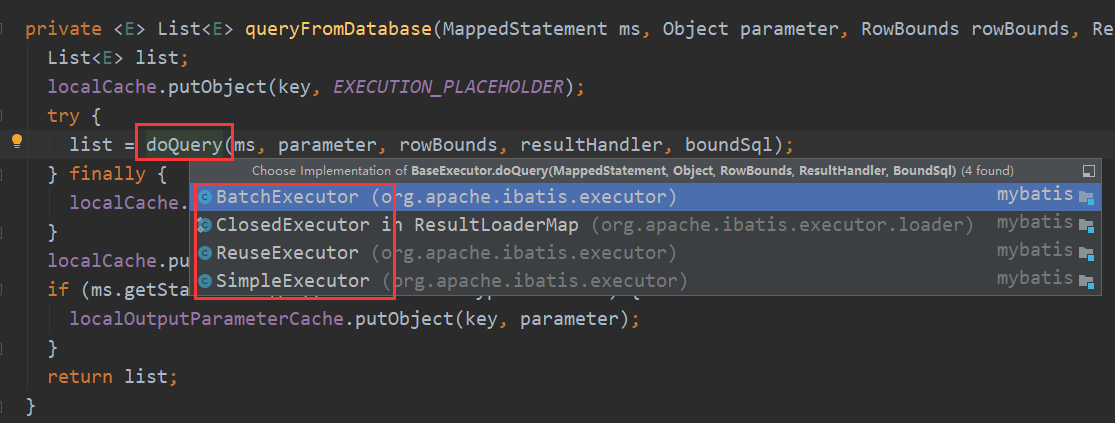 private <E> List<E> queryFromDatabase(MappedStatement ms, Object parameter, RowBounds rowBounds, Re
List<E> list;
localCache.putObject(key, EXECUTION_PLACEHOLDER);
try {
list = doQuery(ms, parameter, rowBounds, resultHandler, boundSql);
Choose Implementation of BaseExecutor.doQuery(MappedStatement, Object, RowBounds, ResultHandler, BoundSql) (4 found)
} finally {
BatchExecutor (org.apache.ibatis.executor) mybatis
localCache.
ClosedExecutor in ResultLoaderMap (org.apache.ibatis.executor.loader) mybatis
}
ReuseExecutor (org.apache.ibatis.executor) mybatis
localCache.pu
SimpleExecutor (org.apache.ibatis.executor) mybatis
if (ms.getSta
localOutputParameterCache.putObject(key, parameter);
}
return list;
}